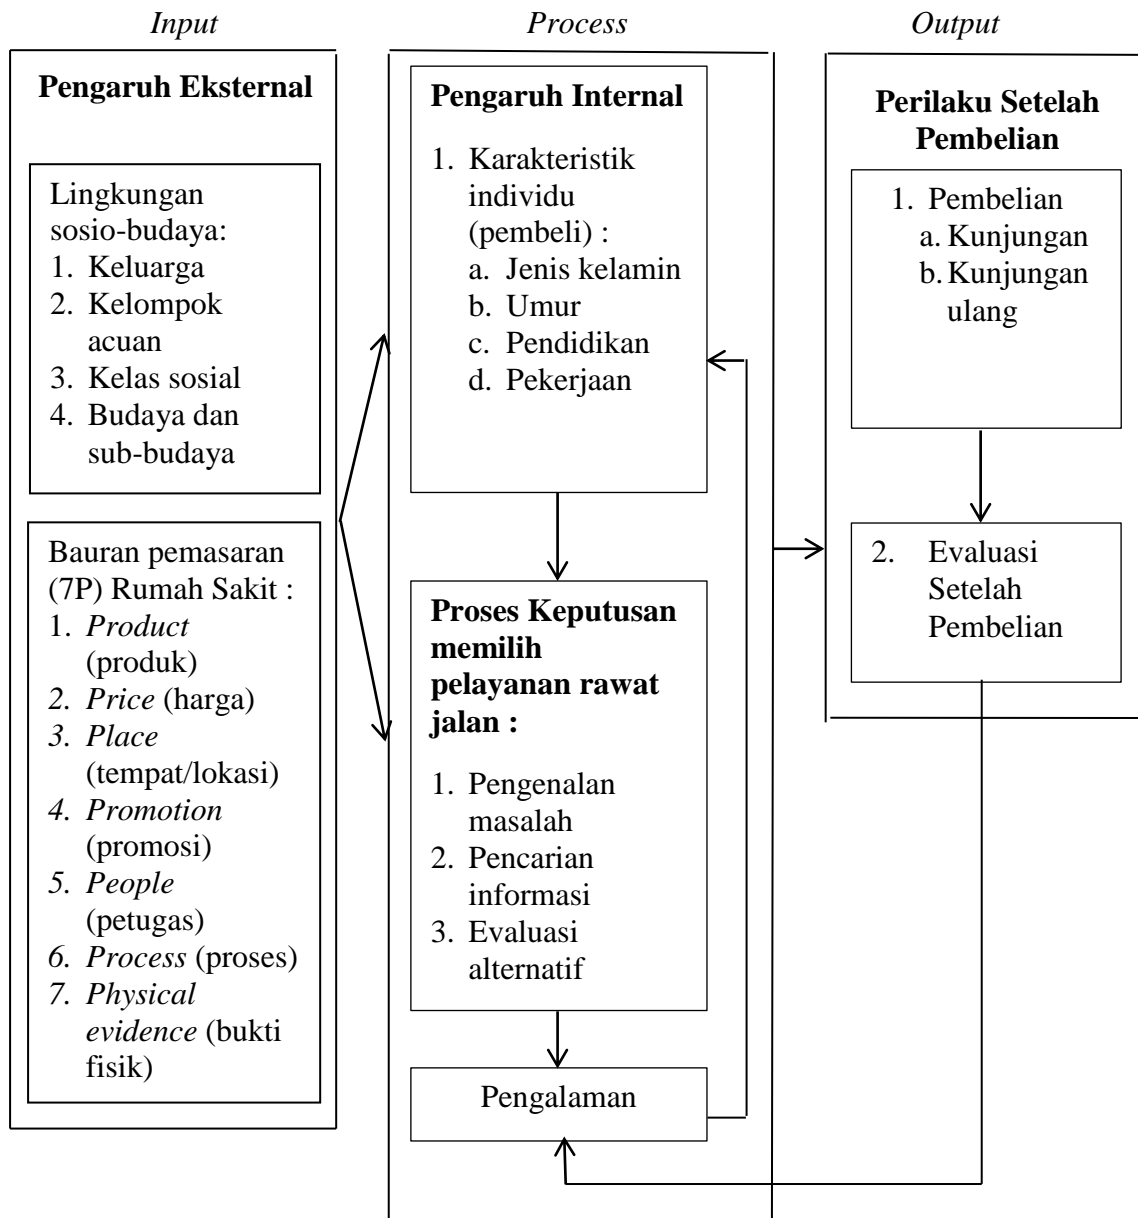 Input
Process
Output
Pengaruh Eksternal
Lingkungan
sosio-budaya:
1. Keluarga
2. Kelompok
acuan
3. Kelas sosial
4. Budaya dan
sub-budaya
Bauran pemasaran
(7P) Rumah Sakit :
1. Product
(produk)
2. Price (harga)
3. Place
(tempat/lokasi)
4. Promotion
(promosi)
5. People
(petugas)
6. Process (proses)
7. Physical
evidence (bukti
fisik)
Pengaruh Internal
1. Karakteristik
individu
(pembeli) :
a. Jenis kelamin
b. Umur
c. Pendidikan
d. Pekerjaan
Proses Keputusan
memilih
pelayanan rawat
jalan :
1. Pengenalan
masalah
2. Pencarian
informasi
3. Evaluasi
alternatif
Pengalaman
Perilaku Setelah
Pembelian
1. Pembelian
a. Kunjungan
b. Kunjungan
ulang
2. Evaluasi
Setelah
Pembelian